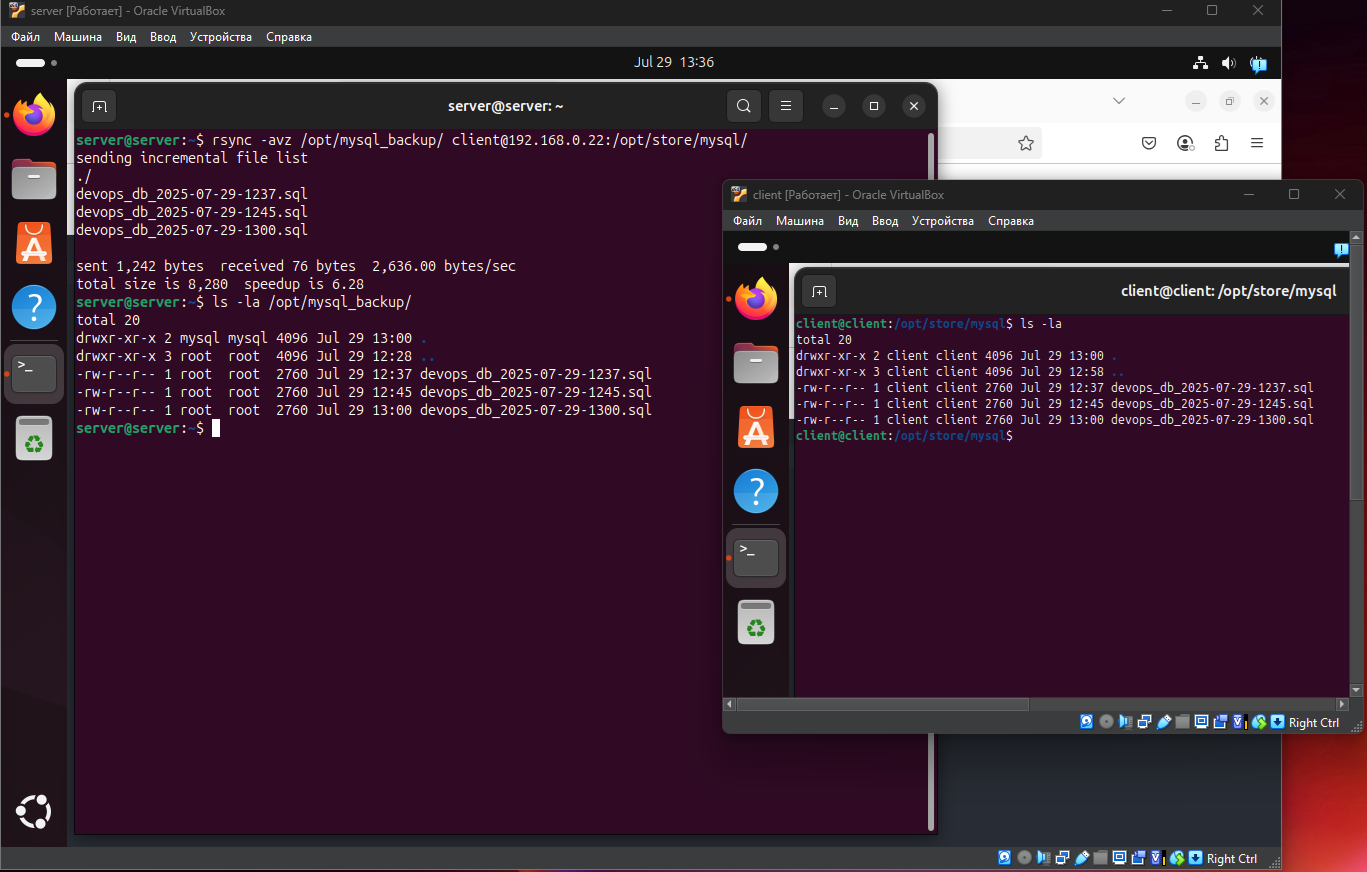 server [Работает] - Oracle VirtualBox
Файл Машина Вид Ввод Устройства Справка
Jul 29 13:36
server@server: ~
server@server:~$ rsync -avz /opt/mysql_backup/ client@192.168.0.22:/opt/store/mysql/
sending incremental file list
./
devops_db_2025-07-29-1237.sql
devops_db_2025-07-29-1245.sql
devops_db_2025-07-29-1300.sql
sent 1,242 bytes  received 76 bytes  2,636.00 bytes/sec
total size is 8,280  speedup is 6.28
server@server:~$ ls -la /opt/mysql_backup/
total 20
drwxr-xr-x 2 mysql mysql 4096 Jul 29 13:00 .
drwxr-xr-x 3 root  root  4096 Jul 29 12:28 ..
-rw-r--r-- 1 root  root  2760 Jul 29 12:37 devops_db_2025-07-29-1237.sql
-rw-r--r-- 1 root  root  2760 Jul 29 12:45 devops_db_2025-07-29-1245.sql
-rw-r--r-- 1 root  root  2760 Jul 29 13:00 devops_db_2025-07-29-1300.sql
server@server:~$
client [Работает] - Oracle VirtualBox
Файл Машина Вид Ввод Устройства Справка
client@client: /opt/store/mysql
client@client:/opt/store/mysql$ ls -la
total 20
drwxr-xr-x 2 client client 4096 Jul 29 13:00 .
drwxr-xr-x 3 client client 4096 Jul 29 12:58 ..
-rw-r--r-- 1 client client 2760 Jul 29 12:37 devops_db_2025-07-29-1237.sql
-rw-r--r-- 1 client client 2760 Jul 29 12:45 devops_db_2025-07-29-1245.sql
-rw-r--r-- 1 client client 2760 Jul 29 13:00 devops_db_2025-07-29-1300.sql
client@client:/opt/store/mysql$
Right Ctrl
Right Ctrl